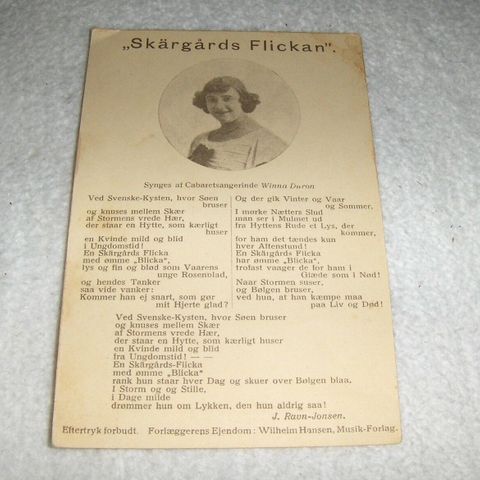 „Skärgårds Flickan".
Synges af Cabaretsangerinde Winna Duron
Ved Svenske-Kysten, hvor Søen
bruser
og knuses mellem Skær
af Stormens vrede Hær,
der staar en Hytte, som kærligt
huser
en Kvinde mild og blid
i Ungdomstid!
En Skärgårds Flicka
med ømme „Blicka“,
lys og fin og blød som Vaarens
unge Rosenblad,
og hendes Tanker
saa vide vanker:
Kommer han ej snart, som gør
mit Hjerte glad?
Og der gik Vinter og Vaar
og Sommer,
I mørke Nætters Slud
man ser i Mulmet ud
fra Hyttens Rude et Lys, der
kommer,
for ham det tændes kun
hver Aftenstund!
En Skärgårds Flicka
har ømme „Blicka“,
trofast vaager de for ham i
Glæde som i Nød!
Naar Stormen suser,
og Bølgen bruser,
ved hun, at han kæmpe maa
paa Liv og Død!
Ved Svenske-Kysten, hvor Søen bruser
og knuses mellem Skær
af Stormens vrede Hær,
der staar en Hytte, som kærligt huser
en Kvinde mild og blid
fra Ungdomstid! — —
En Skärgårds-Flicka
med ømme „Blicka“
rank hun staar hver Dag og skuer over Bølgen blaa,
I Storm og og Stille,
i Dage milde
drømmer hun om Lykken, den hun aldrig saa!
J. Ravn-Jonsen.
Eftertryk forbudt. Forlæggerens Ejendom: Wilhelm Hansen, Musik-Forlag.